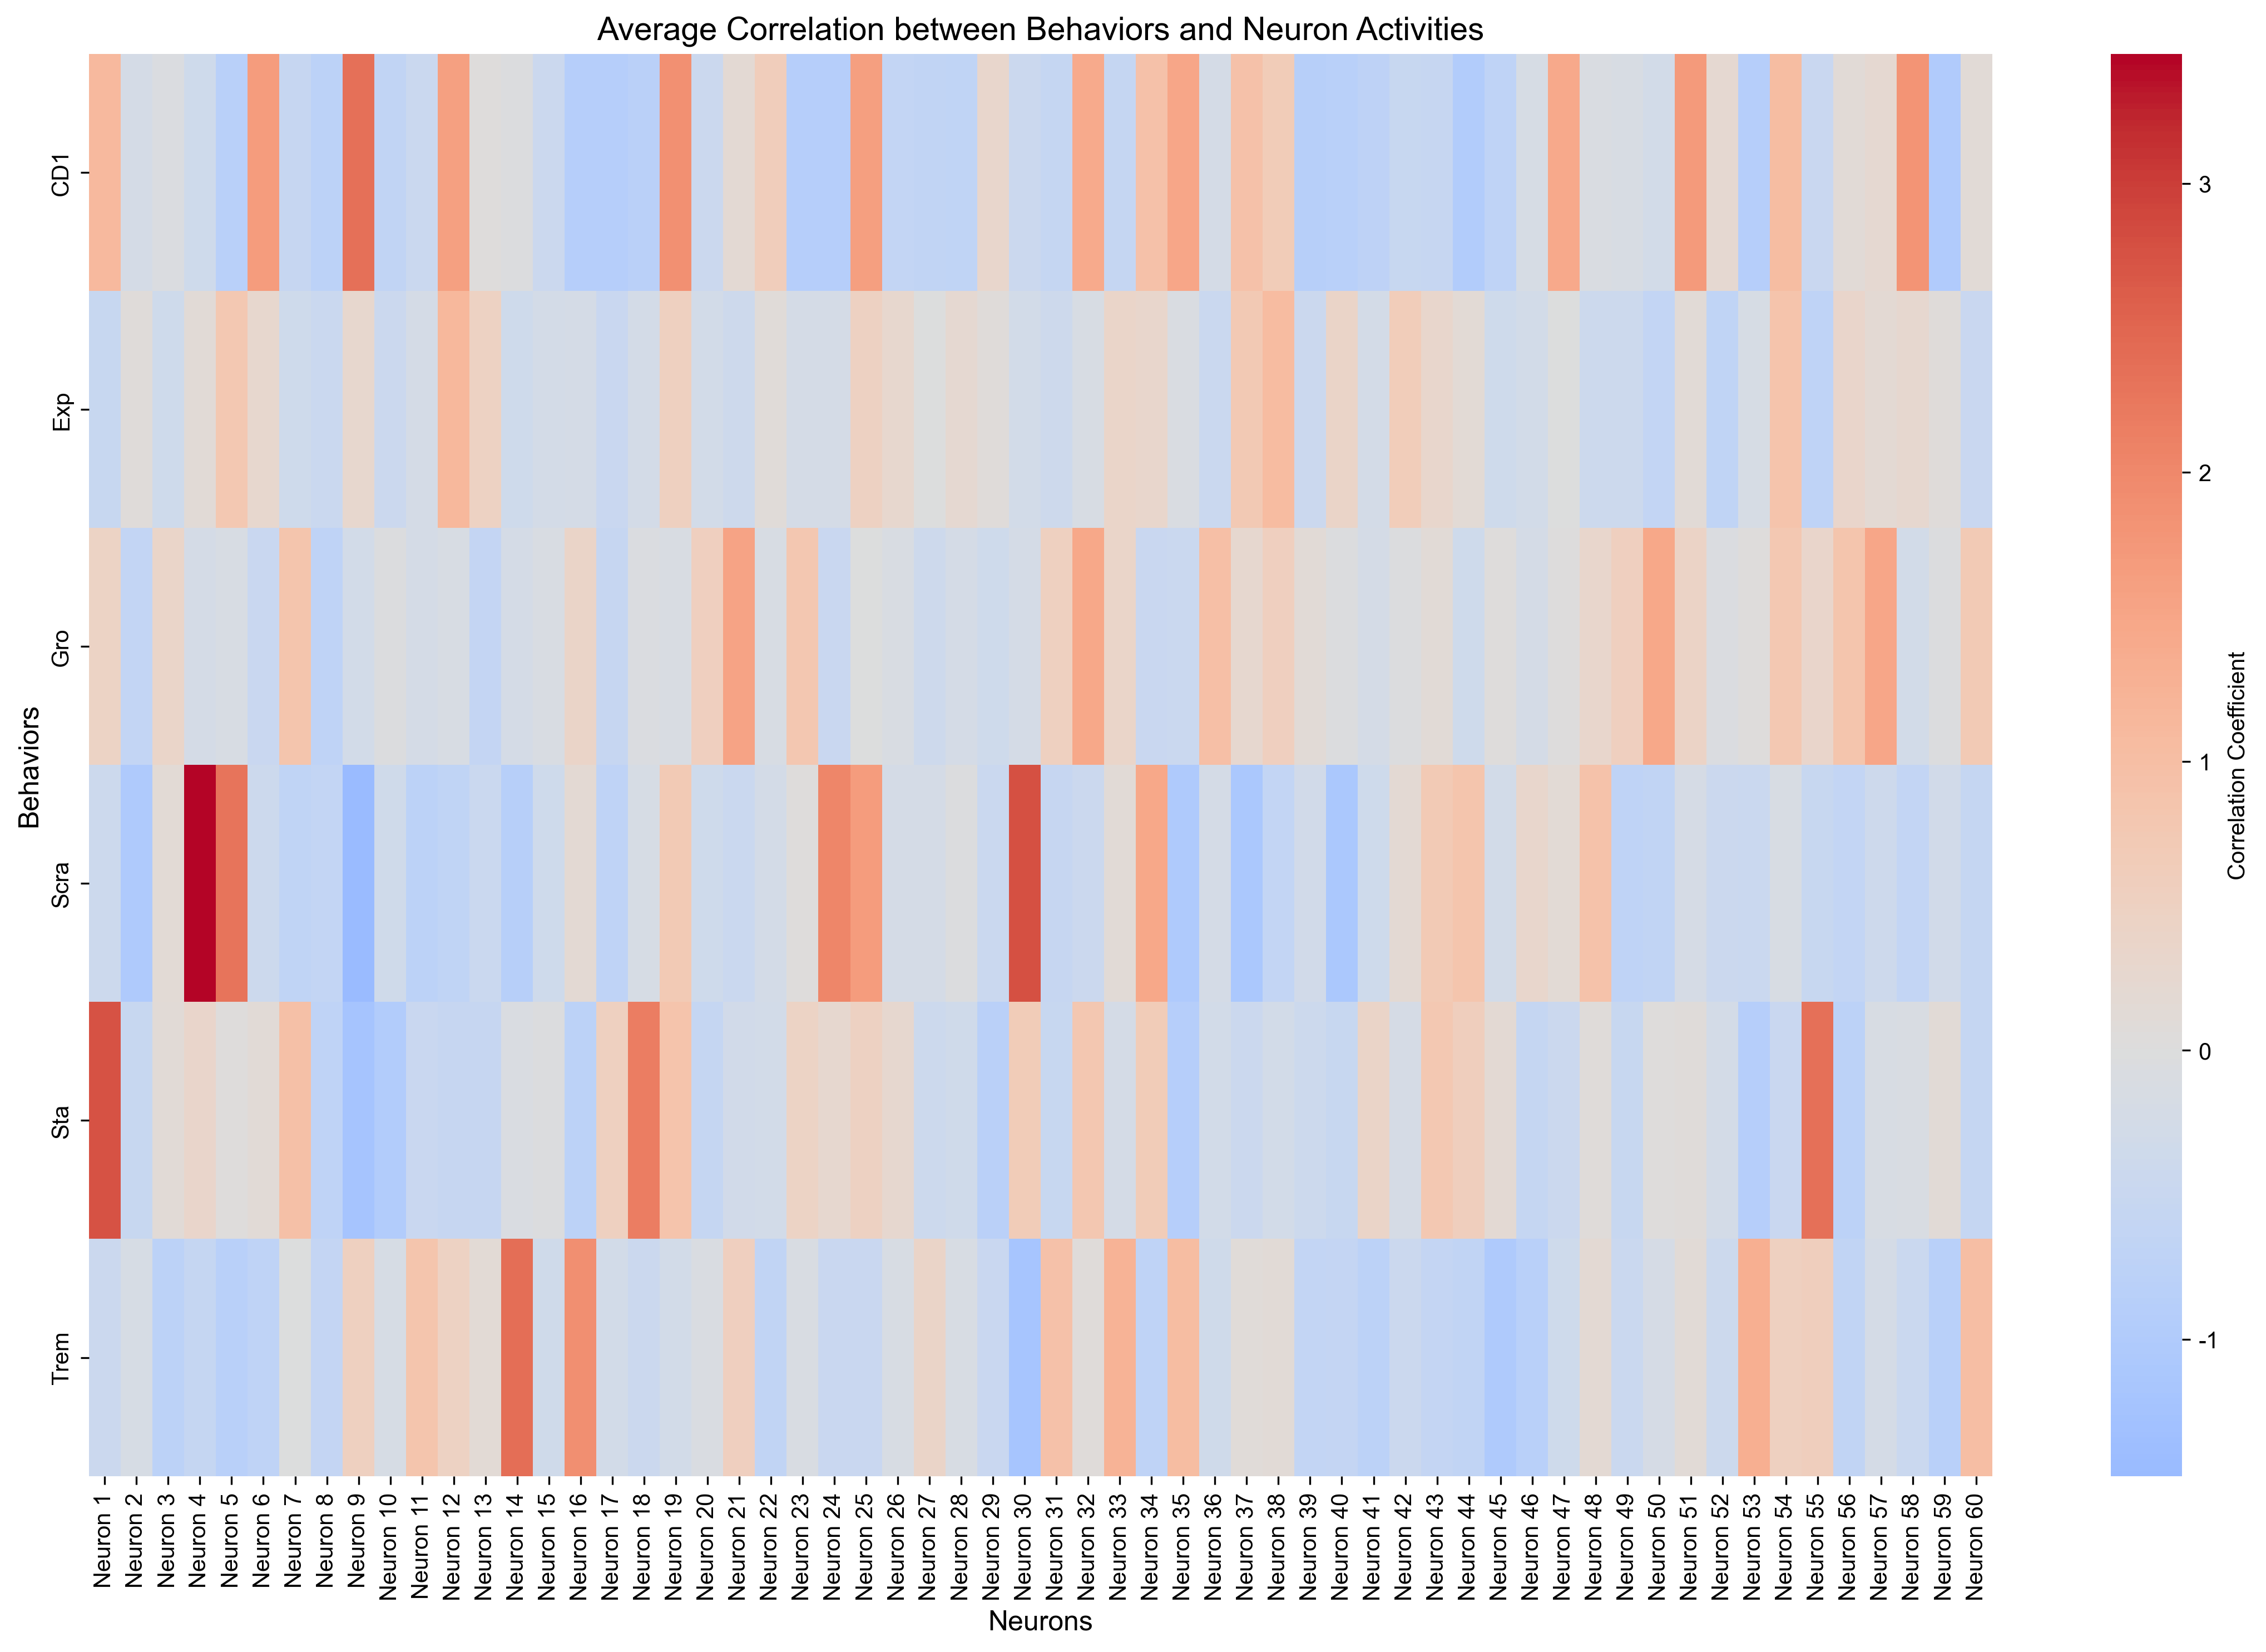 Average Correlation between Behaviors and Neuron Activities
Behaviors
CD1
Exp
Gro
Scra
Sta
Trem
Neuron 1
Neuron 2
Neuron 3
Neuron 4
Neuron 5
Neuron 6
Neuron 7
Neuron 8
Neuron 9
Neuron 10
Neuron 11
Neuron 12
Neuron 13
Neuron 14
Neuron 15
Neuron 16
Neuron 17
Neuron 18
Neuron 19
Neuron 20
Neuron 21
Neuron 22
Neuron 23
Neuron 24
Neuron 25
Neuron 26
Neuron 27
Neuron 28
Neuron 29
Neuron 30
Neuron 31
Neuron 32
Neuron 33
Neuron 34
Neuron 35
Neuron 36
Neuron 37
Neuron 38
Neuron 39
Neuron 40
Neuron 41
Neuron 42
Neuron 43
Neuron 44
Neuron 45
Neuron 46
Neuron 47
Neuron 48
Neuron 49
Neuron 50
Neuron 51
Neuron 52
Neuron 53
Neuron 54
Neuron 55
Neuron 56
Neuron 57
Neuron 58
Neuron 59
Neuron 60
Neurons
3
2
1
0
-1
Correlation Coefficient